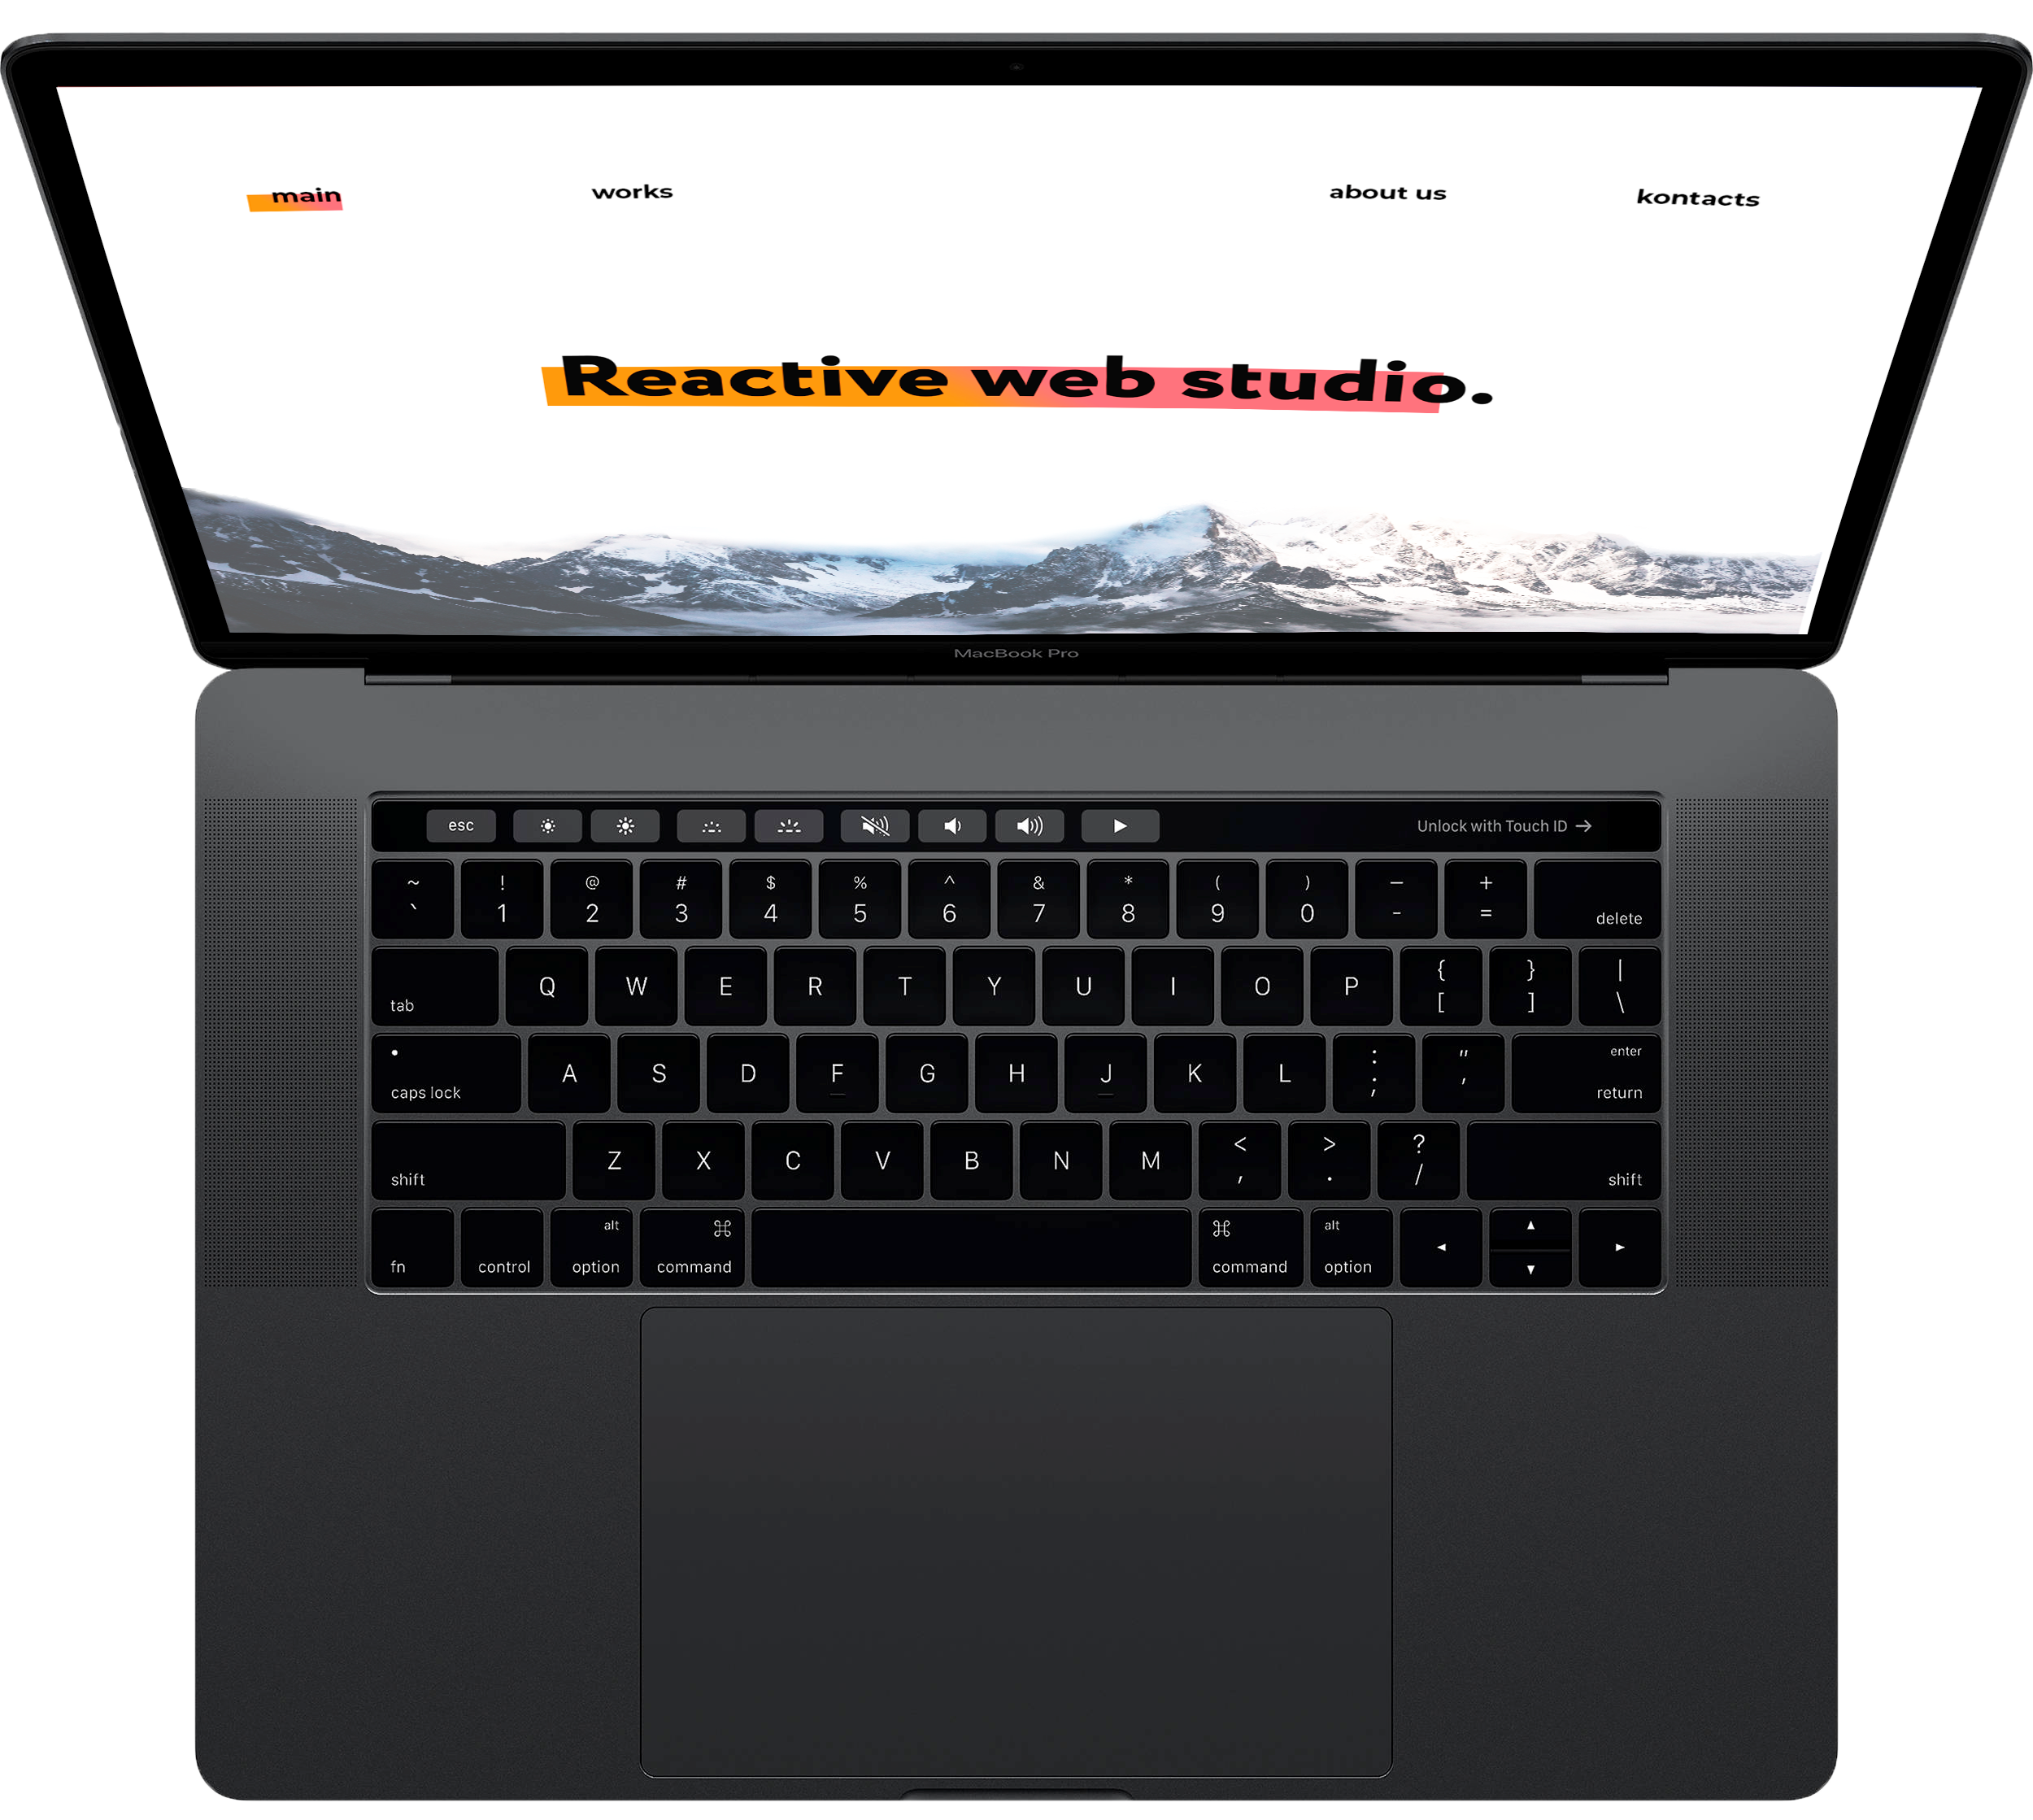 main works about us kontacts
Reactive web studio.
MacBook Pro
esc Unlock with Touch ID →
~ ! @ # $ % ^ & * ( ) — +
` 1 2 3 4 5 6 7 8 9 0 - = delete
tab Q W E R T Y U I O P { [ } ] | \
caps lock A S D F G H J K L : ; " ' enter return
shift Z X C V B N M < , > . ? / shift
fn control alt option ⌘ command ⌘ command alt option